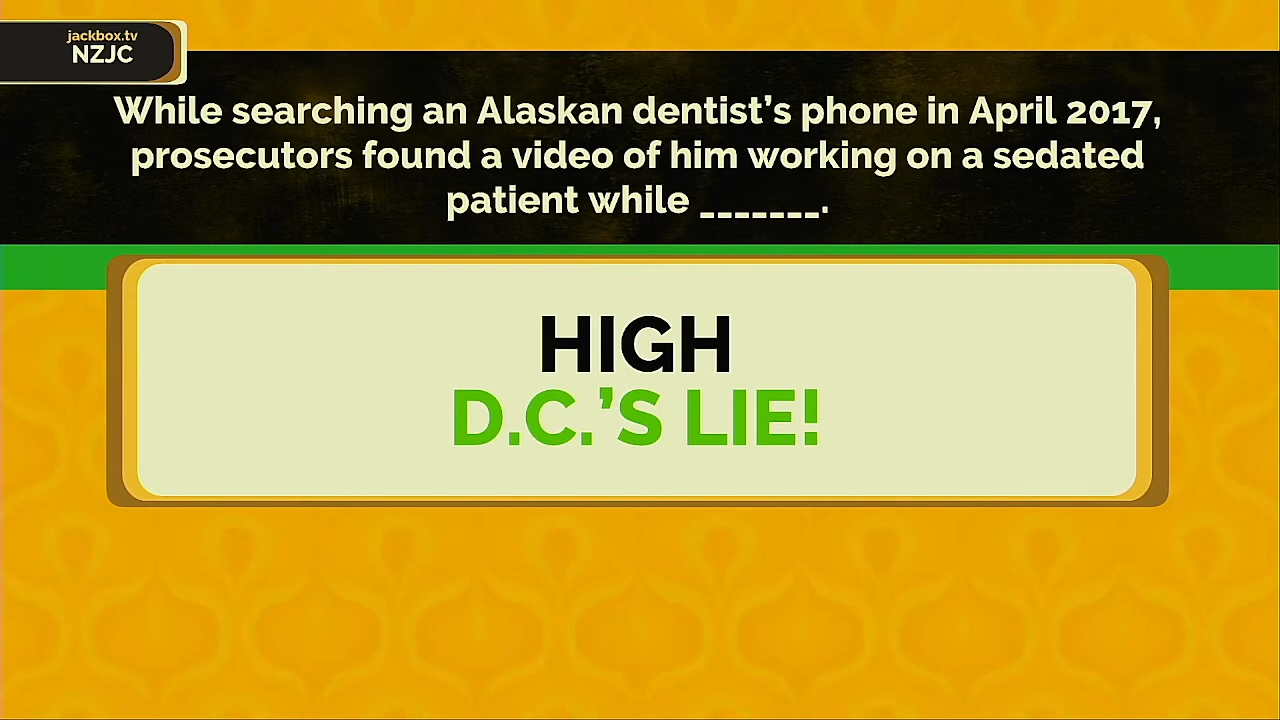 jackbox.tv
NZJC
While searching an Alaskan dentist’s phone in April 2017,
prosecutors found a video of him working on a sedated
patient while _______.
HIGH
D.C.’S LIE!